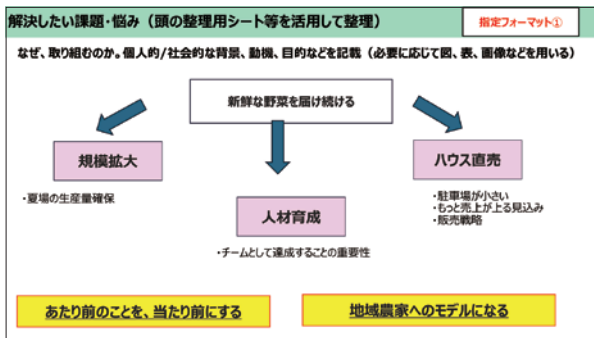 解決したい課題・悩み（頭の整理用シート等を活用して整理）
指定フォーマット①
なぜ、取り組むのか。個人的/社会的な背景、動機、目的などを記載（必要に応じて図、表、画像などを用いる）
新鮮な野菜を届け続ける
規模拡大
・夏場の生産量確保
人材育成
・チームとして達成することの重要性
ハウス直売
・駐車場が小さい
・もっと売上が上る見込み
・販売戦略
あたり前のことを、当たり前にする
地域農家へのモデルになる